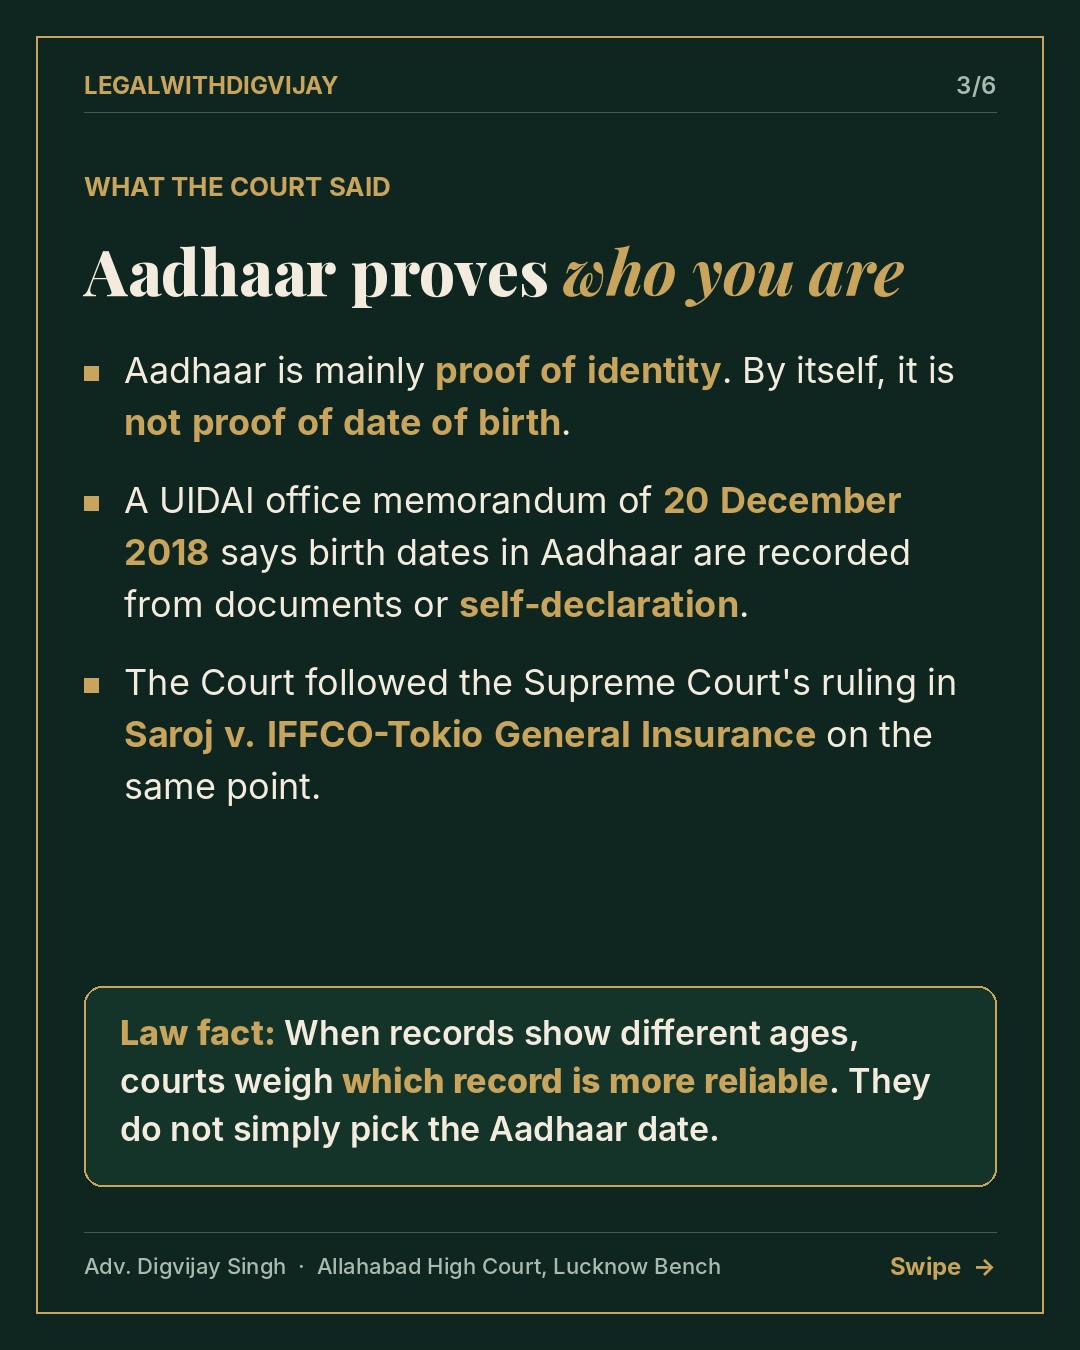 LEGALWITHDIGVIJAY
3/6
WHAT THE COURT SAID
Aadhaar proves who you are
Aadhaar is mainly proof of identity. By itself, it is
not proof of date of birth.
A UIDAI office memorandum of 20 December
2018 says birth dates in Aadhaar are recorded
from documents or self-declaration.
The Court followed the Supreme Court's ruling in
Saroj v. IFFCO-Tokio General Insurance on the
same point.
Law fact: When records show different ages,
courts weigh which record is more reliable. They
do not simply pick the Aadhaar date.
Adv. Digvijay Singh · Allahabad High Court, Lucknow Bench
Swipe →